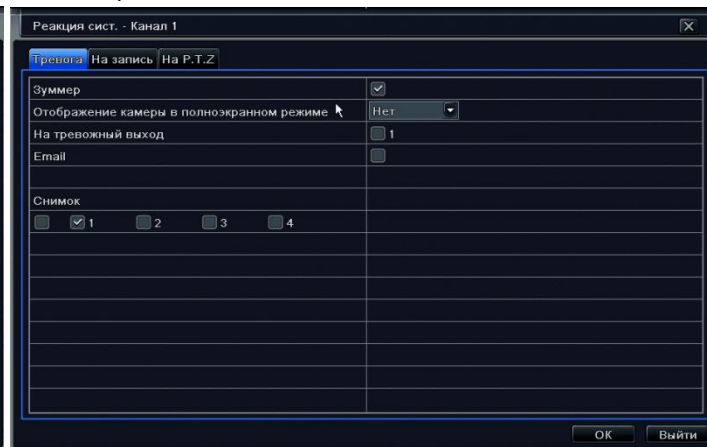 Реакция сист. - Канал 1
Тревога На запись На P.T.Z
Зуммер
Отображение камеры в полноэкранном режиме Нет
На тревожный выход 1
Email
Снимок
1 2 3 4
OK Выйти